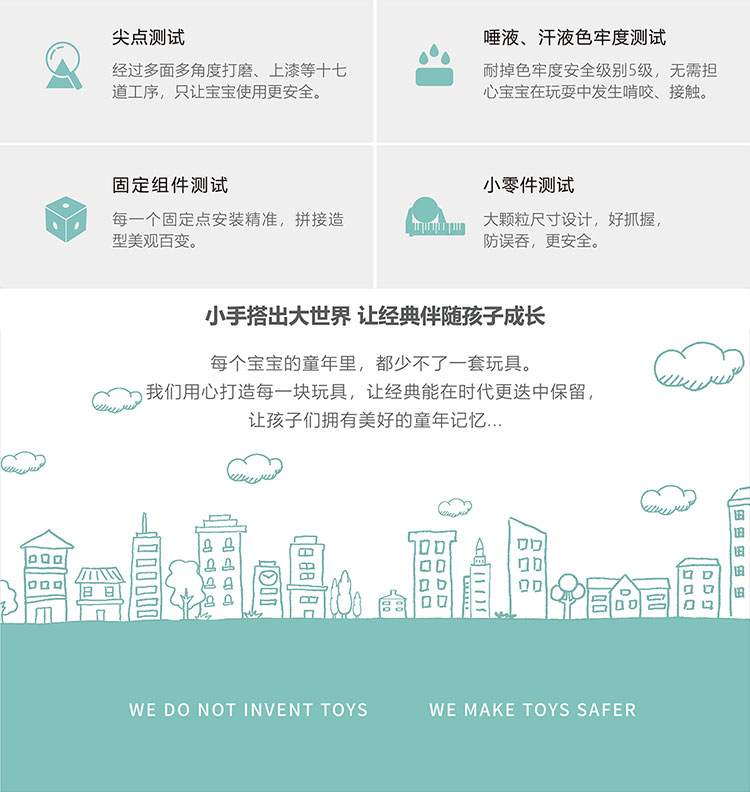 尖点测试
经过多面多角度打磨、上漆等十七
道工序，只让宝宝使用更安全。
唾液、汗液色牢度测试
耐掉色牢度安全级别5级，无需担
心宝宝在玩耍中发生啃咬、接触。
固定组件测试
每一个固定点安装精准，拼接造
型美观百变。
小零件测试
大颗粒尺寸设计，好抓握，
防误吞，更安全。
小手搭出大世界 让经典伴随孩子成长
每个宝宝的童年里，都少不了一套玩具。
我们用心打造每一块玩具，让经典能在时代更迭中保留，
让孩子们拥有美好的童年记忆...
WE DO NOT INVENT TOYS
WE MAKE TOYS SAFER